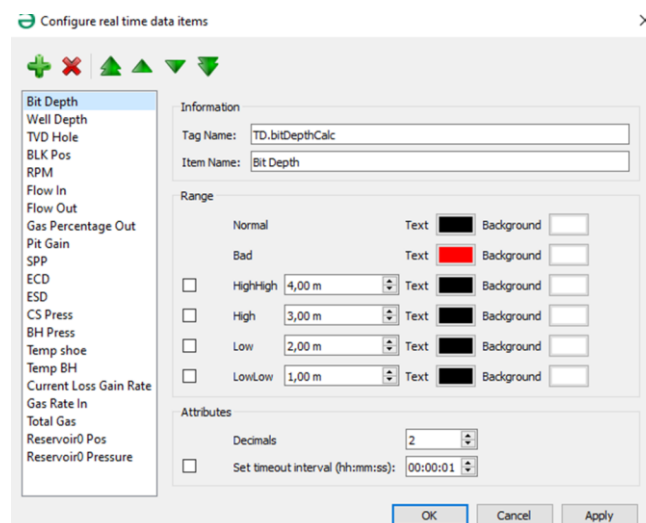 Configure real time data items
Bit Depth
Well Depth
TVD Hole
BLK Pos
RPM
Flow In
Flow Out
Gas Percentage Out
Pit Gain
SPP
ECD
ESD
CS Press
BH Press
Temp shoe
Temp BH
Current Loss Gain Rate
Gas Rate In
Total Gas
Reservoir0 Pos
Reservoir0 Pressure
Information
Tag Name: TD.bitDepthCalc
Item Name: Bit Depth
Range
Normal Text Background
Bad Text Background
HighHigh 4,00 m Text Background
High 3,00 m Text Background
Low 2,00 m Text Background
LowLow 1,00 m Text Background
Attributes
Decimals 2
Set timeout interval (hh:mm:ss): 00:00:01
OK Cancel Apply